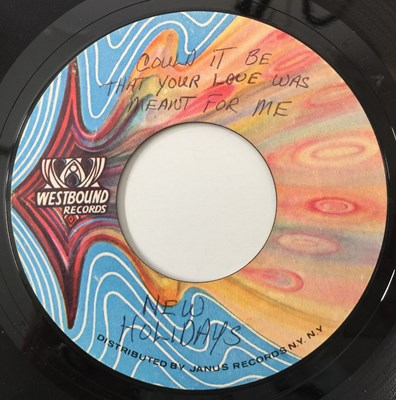 COULD IT BE
THAT YOUR LOVE WAS
MEANT FOR ME
WESTBOUND
RECORDS
NEW
HOLIDAYS
DISTRIBUTED BY JANUS RECORDS N.Y. N.Y